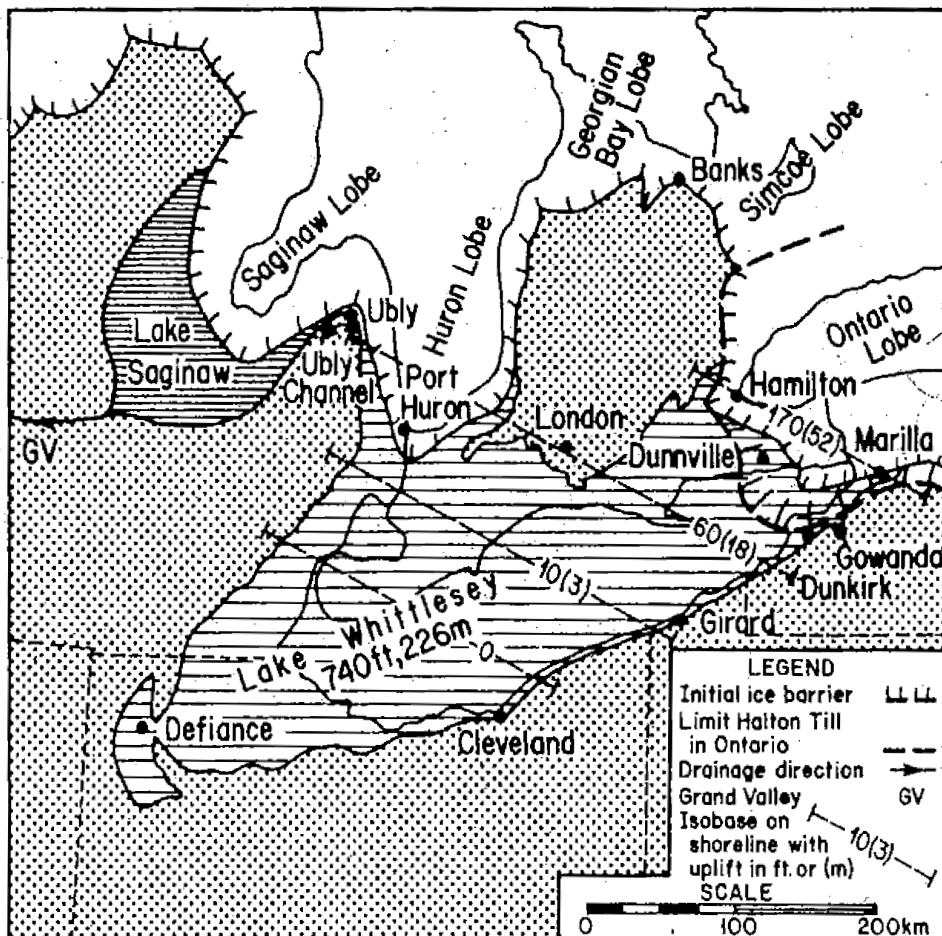 Georgian
Bay Lobe
Banks
Simcoe Lobe
Saginaw Lobe
Huron Lobe
Ubly
Lake
Saginaw
Ubly
Channel
Port
Huron
Ontario
Lobe
Hamilton
London
170(52)
Marilla
GV
Dunnville
60(18)
Gowanda
Dunkirk
10(3)
Lake Whittlesey
740ft, 226m
0
Girard
Defiance
Cleveland
LEGEND
Initial ice barrier
Limit Halton Till
in Ontario
Drainage direction
Grand Valley GV
Isobase on
shoreline with
uplift in ft. or (m)
10(3)
SCALE
0 100 200km